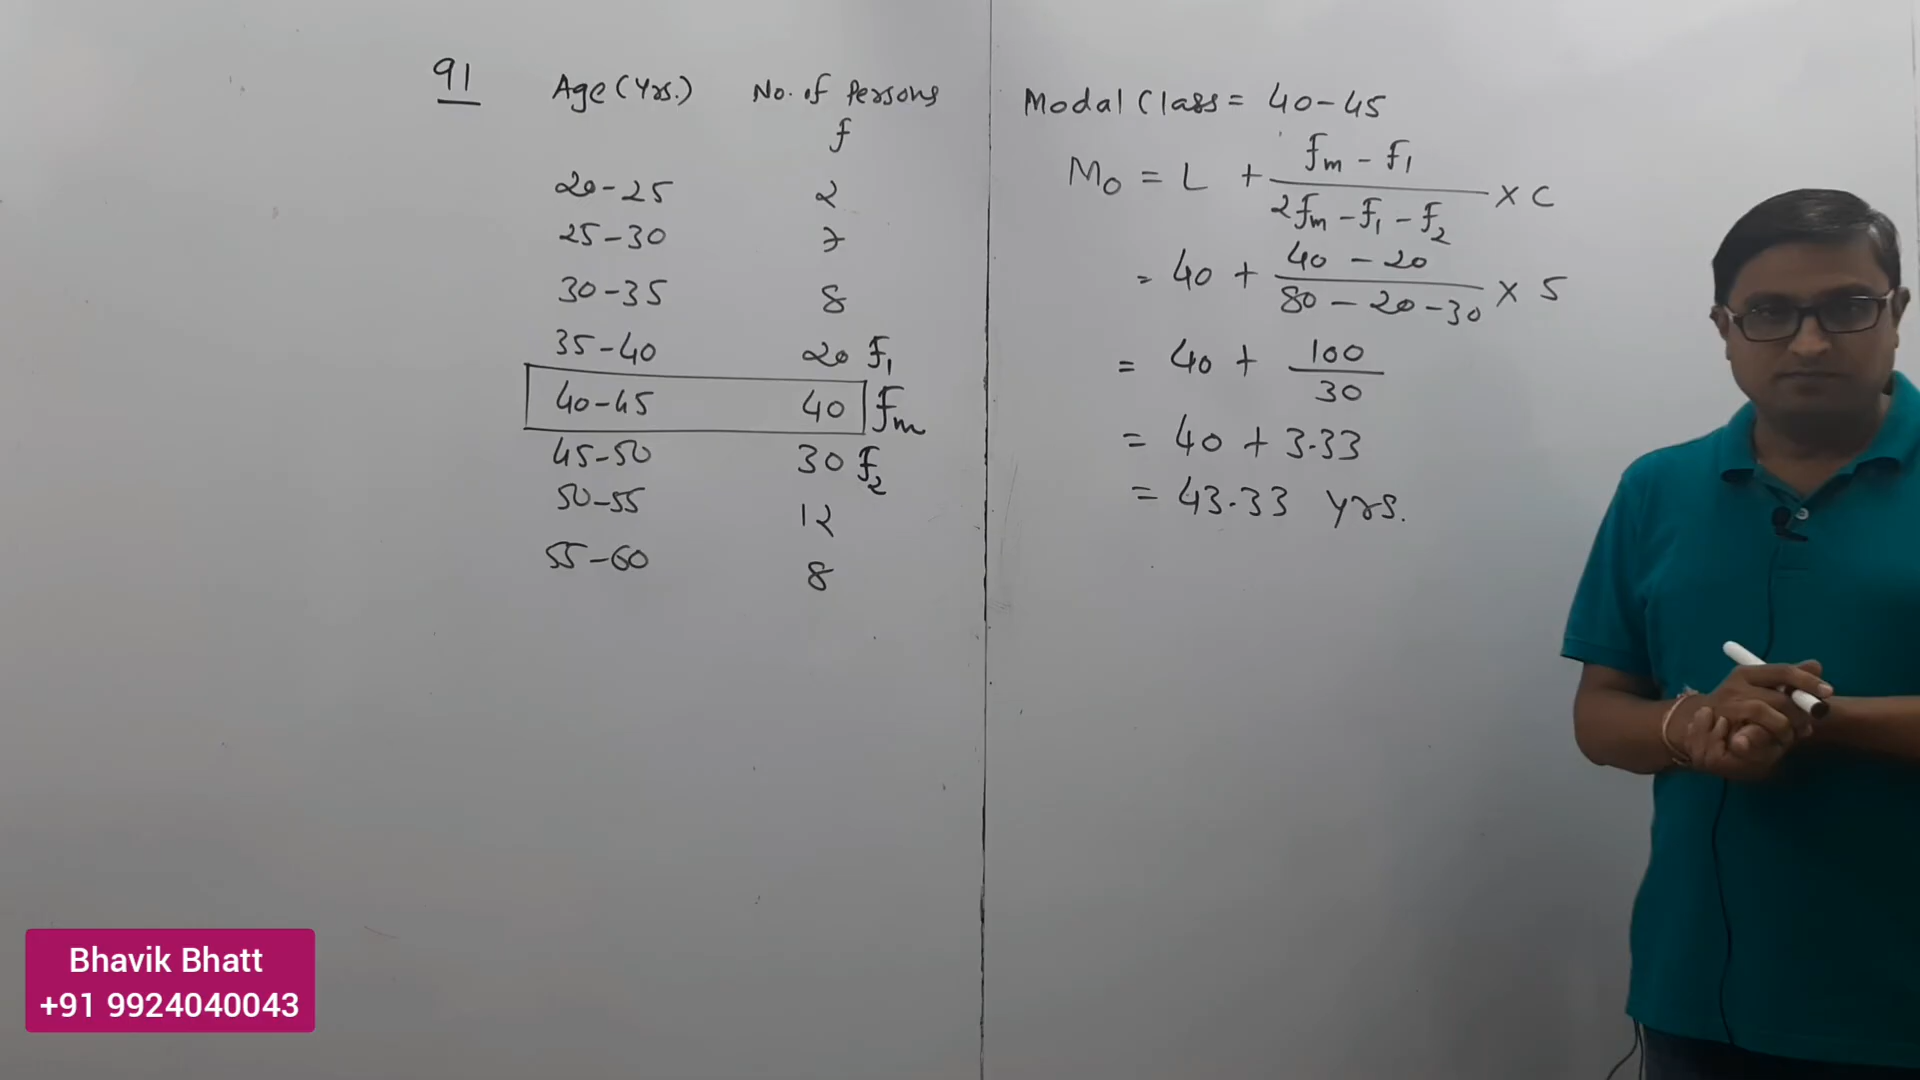 91 Age (Yrs.) No. of Persons
f
20-25 2
25-30 7
30-35 8
35-40 20 f₁
40-45 40 fₘ
45-50 30 f₂
50-55 12
55-60 8
Modal Class = 40-45
M₀ = L + (fₘ - f₁) / (2fₘ - f₁ - f₂) × C
= 40 + (40 - 20) / (80 - 20 - 30) × 5
= 40 + 100 / 30
= 40 + 3.33
= 43.33 yrs.
Bhavik Bhatt
+91 9924040043